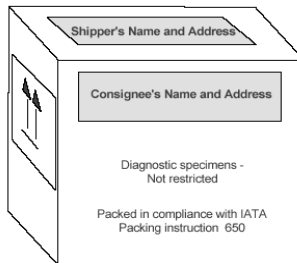 Shipper's Name and Address
Consignee's Name and Address
Diagnostic specimens -
Not restricted
Packed in compliance with IATA
Packing instruction 650